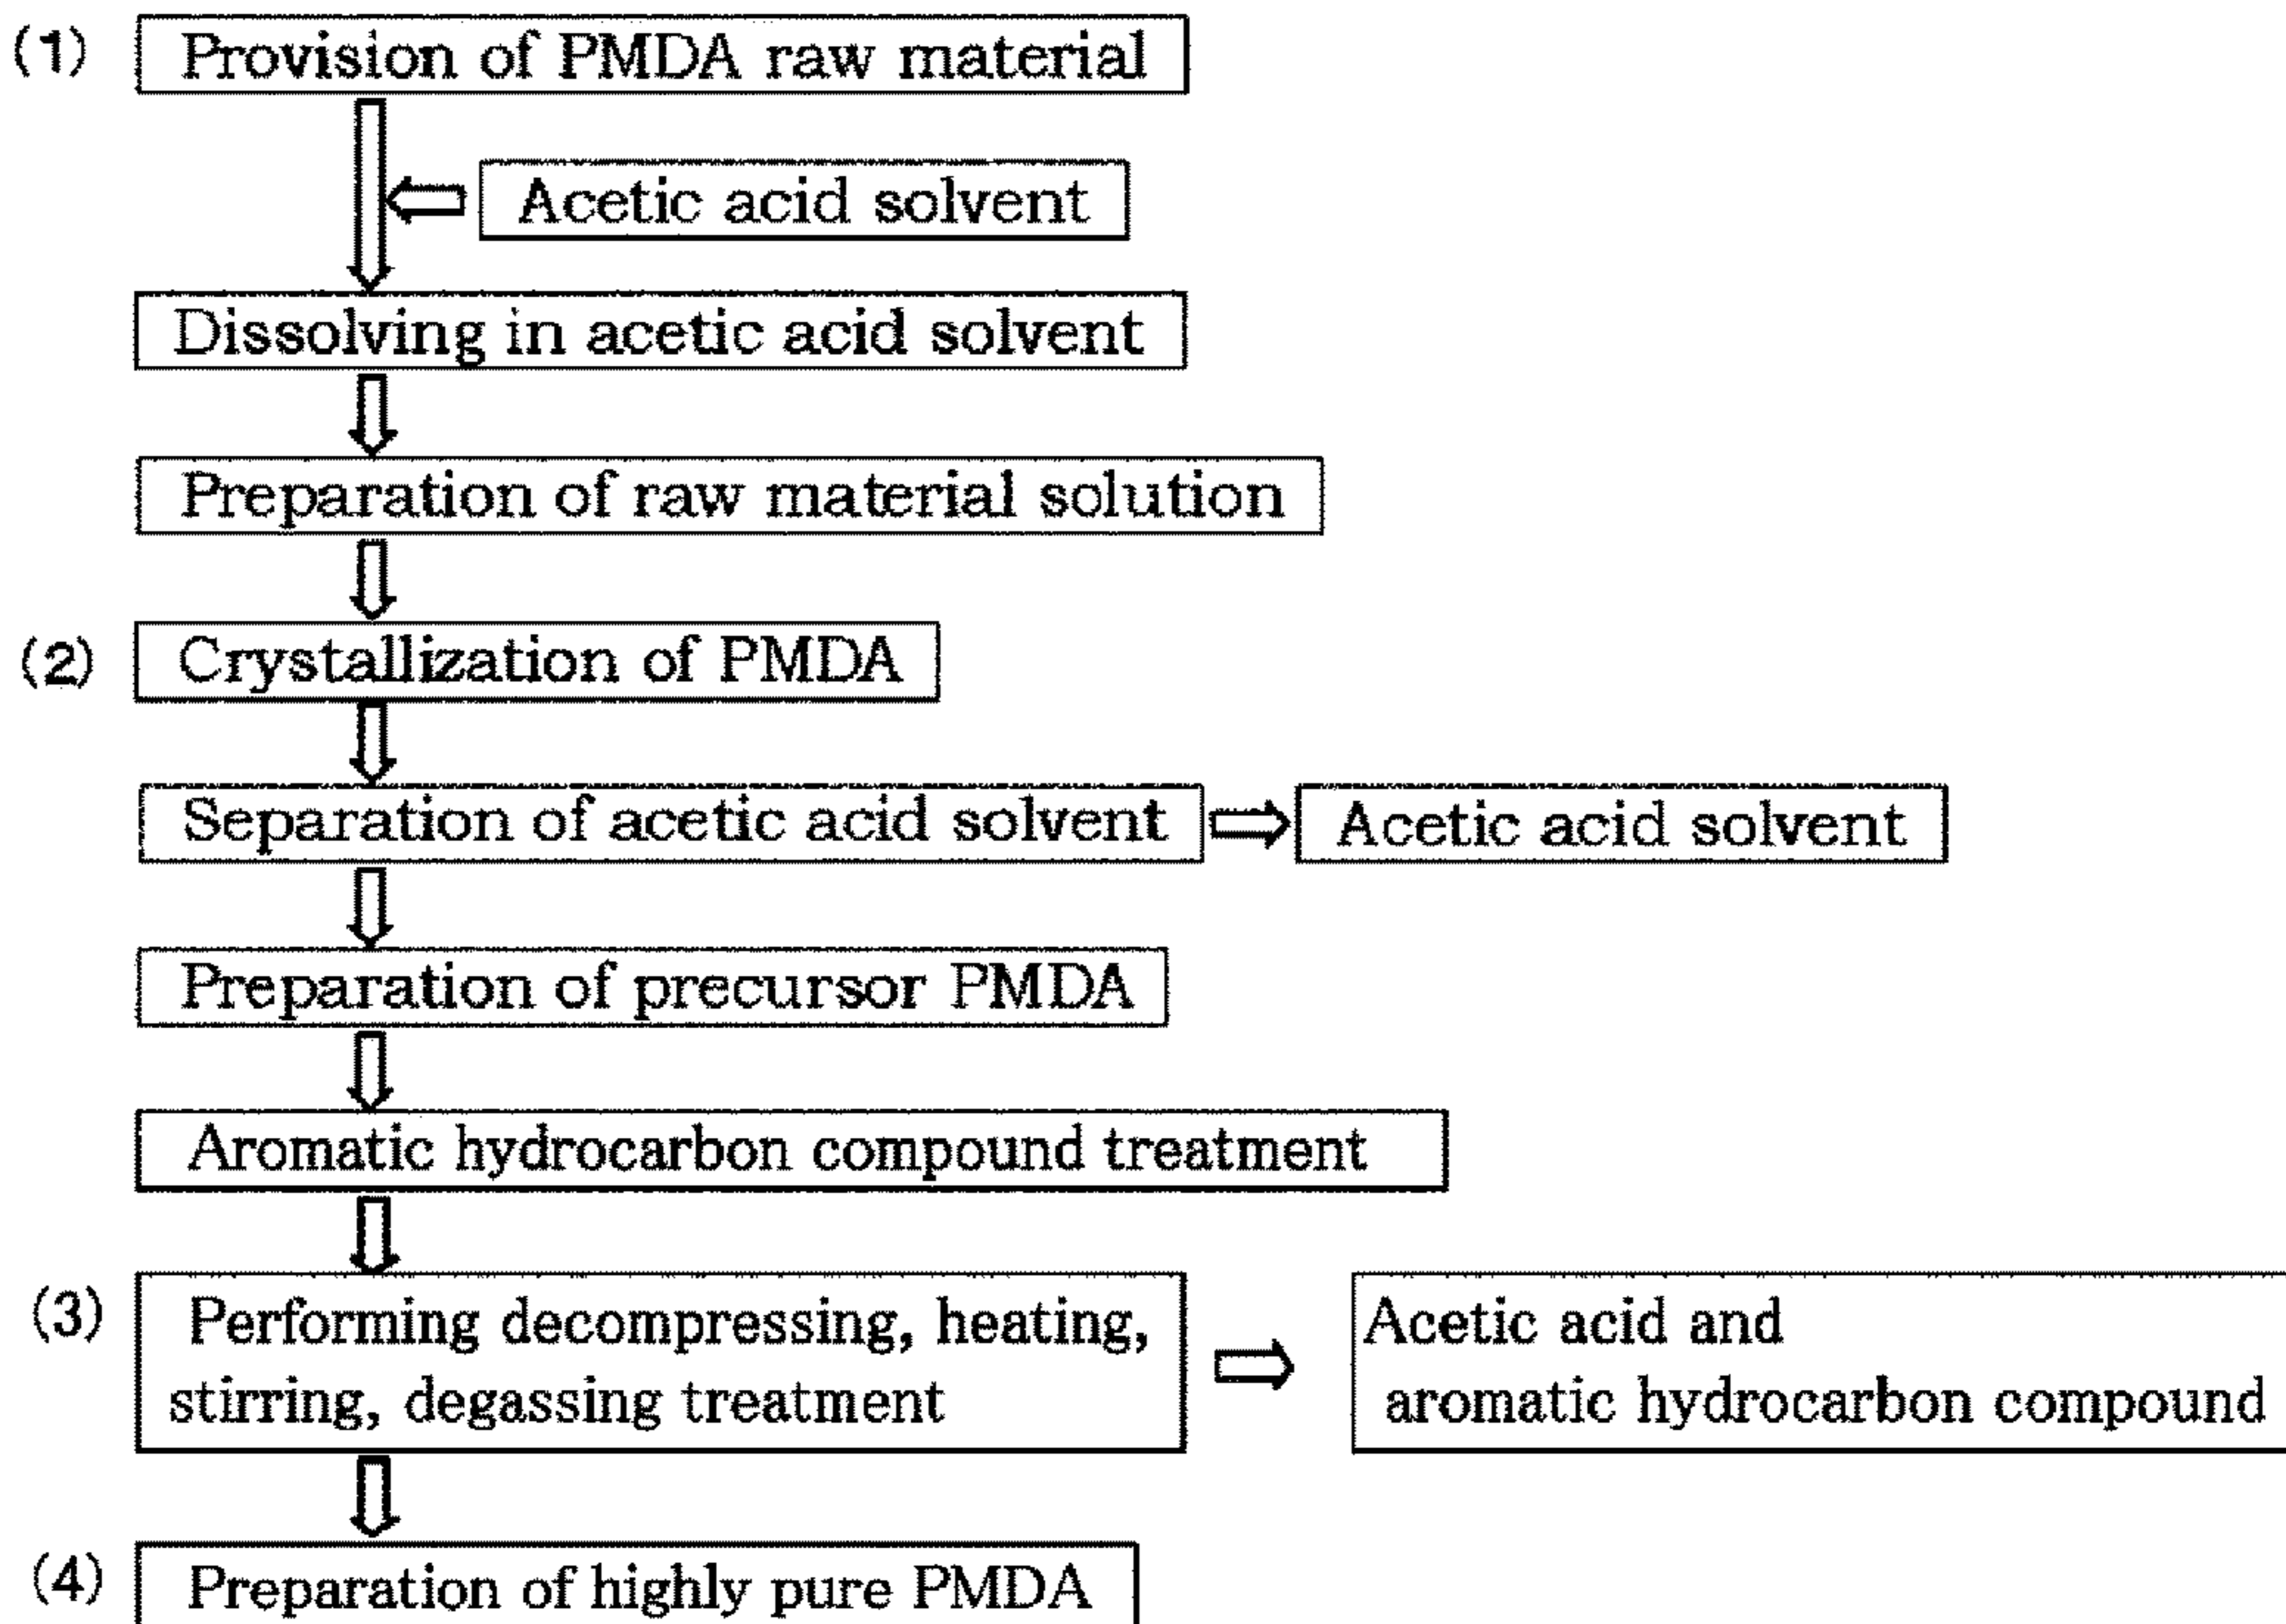 (1) Provision of PMDA raw material
Acetic acid solvent
Dissolving in acetic acid solvent
Preparation of raw material solution
(2) Crystallization of PMDA
Separation of acetic acid solvent Acetic acid solvent
Preparation of precursor PMDA
Aromatic hydrocarbon compound treatment
(3) Performing decompressing, heating,
stirring, degassing treatment
Acetic acid and
aromatic hydrocarbon compound
(4) Preparation of highly pure PMDA